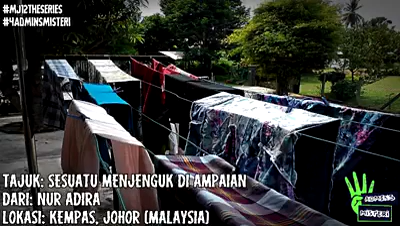 #MJ12THESERIES
#4ADMINSMISTERI
TAJUK: SESUATU MENJENGUK DI AMPAIAN
DARI: NUR ADIRA
LOKASI: KEMPAS, JOHOR (MALAYSIA)
MISTERI